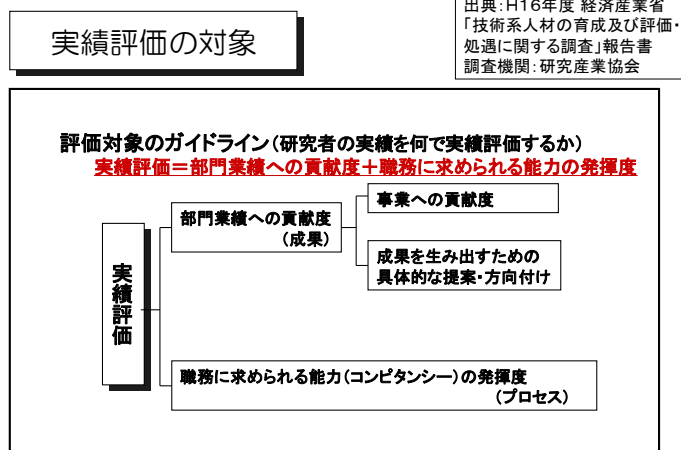 実績評価の対象
出典：H16年度 経済産業省
「技術系人材の育成及び評価・
処遇に関する調査」報告書
調査機関：研究産業協会
評価対象のガイドライン（研究者の実績を何で実績評価するか）
実績評価＝部門業績への貢献度＋職務に求められる能力の発揮度
実績評価
部門業績への貢献度
（成果）
事業への貢献度
成果を生み出すための
具体的な提案・方向付け
職務に求められる能力（コンピタンシー）の発揮度
（プロセス）